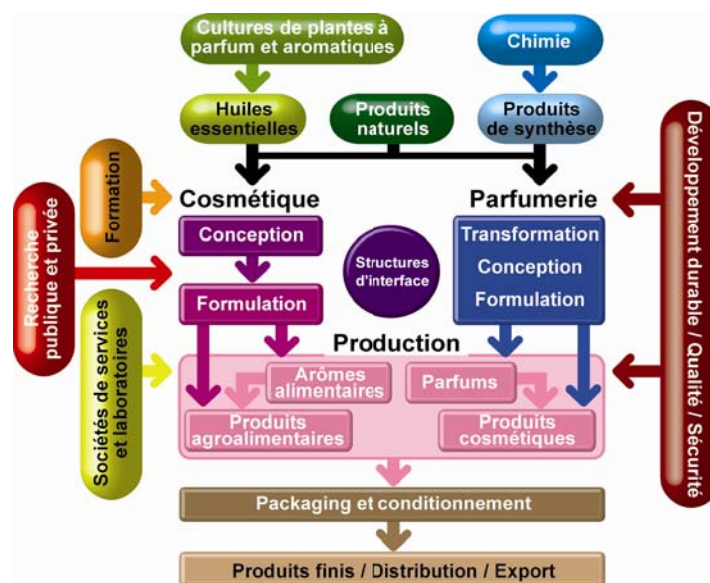 Cultures de plantes à
parfum et aromatiques
Chimie
Huiles
essentielles
Produits
naturels
Produits
de synthèse
Cosmétique
Parfumerie
Conception
Formulation
Structures
d'interface
Transformation
Conception
Formulation
Production
Arômes
alimentaires
Parfums
Produits
agroalimentaires
Produits
cosmétiques
Packaging et conditionnement
Produits finis / Distribution / Export
Recherche
publique et privée
Formation
Sociétés de services
et laboratoires
Développement durable / Qualité / Sécurité